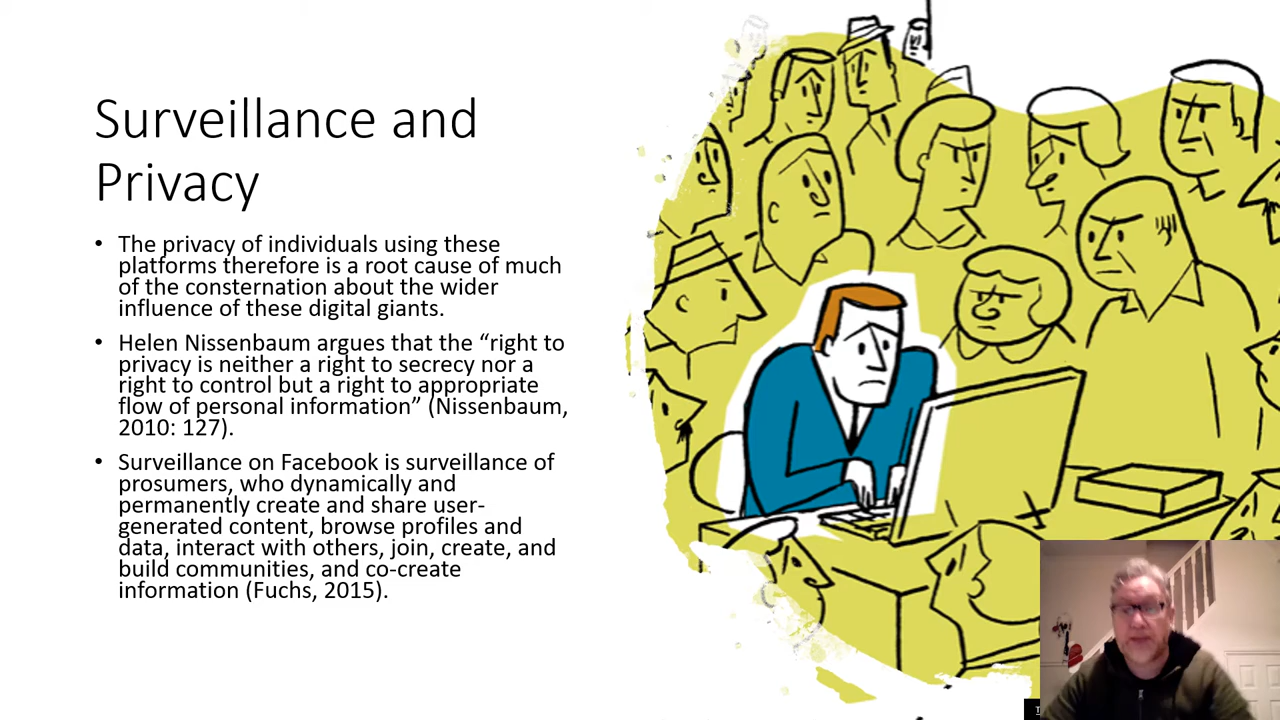 Surveillance and
Privacy
• The privacy of individuals using these
platforms therefore is a root cause of much
of the consternation about the wider
influence of these digital giants.
• Helen Nissenbaum argues that the “right to
privacy is neither a right to secrecy nor a
right to control but a right to appropriate
flow of personal information” (Nissenbaum,
2010: 127).
• Surveillance on Facebook is surveillance of
prosumers, who dynamically and
permanently create and share user-
generated content, browse profiles and
data, interact with others, join, create, and
build communities, and co-create
information (Fuchs, 2015).